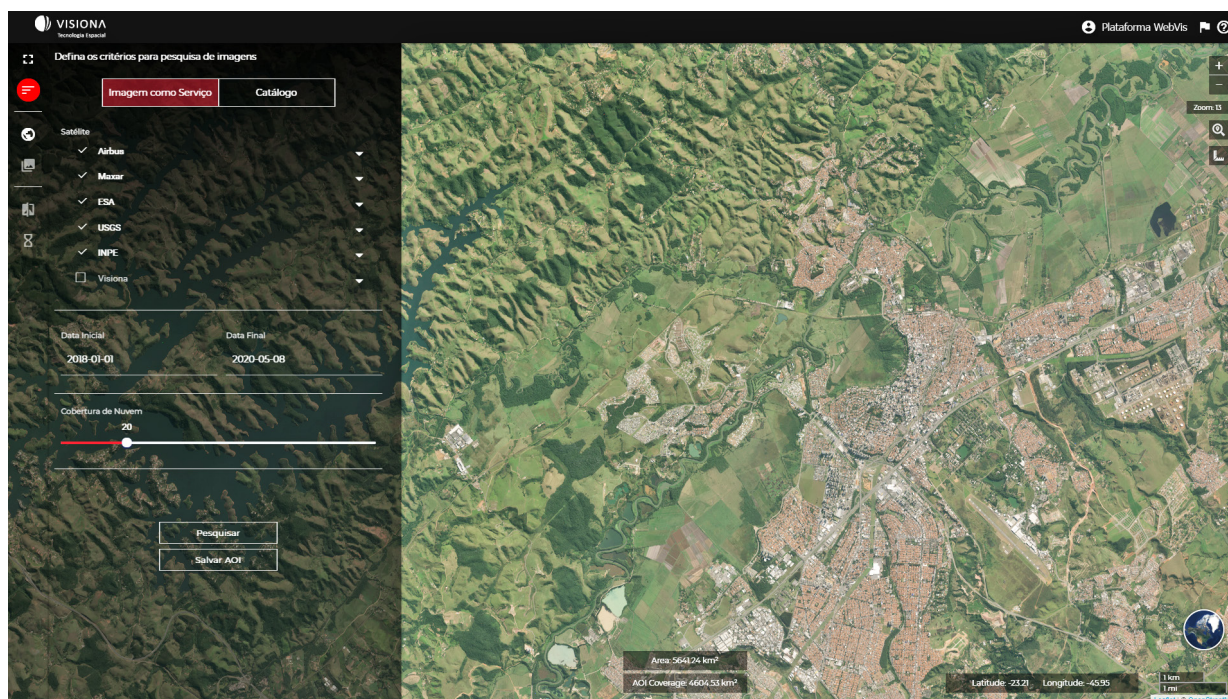 VISIONA
Tecnologia Espacial
Plataforma WebVis
Defina os critérios para pesquisa de imagens
Imagem como Serviço
Catálogo
Satélite
Airbus
Maxar
ESA
USGS
INPE
Visiona
Data Inicial
Data Final
2018-01-01
2020-05-08
Cobertura de Nuvem
20
Pesquisar
Salvar AOI
+
−
Zoom: 13
Area: 5641.24 km²
AOI Coverage: 4604.53 km²
Latitude: -23.21 Longitude: -45.95
1 km
1 mi